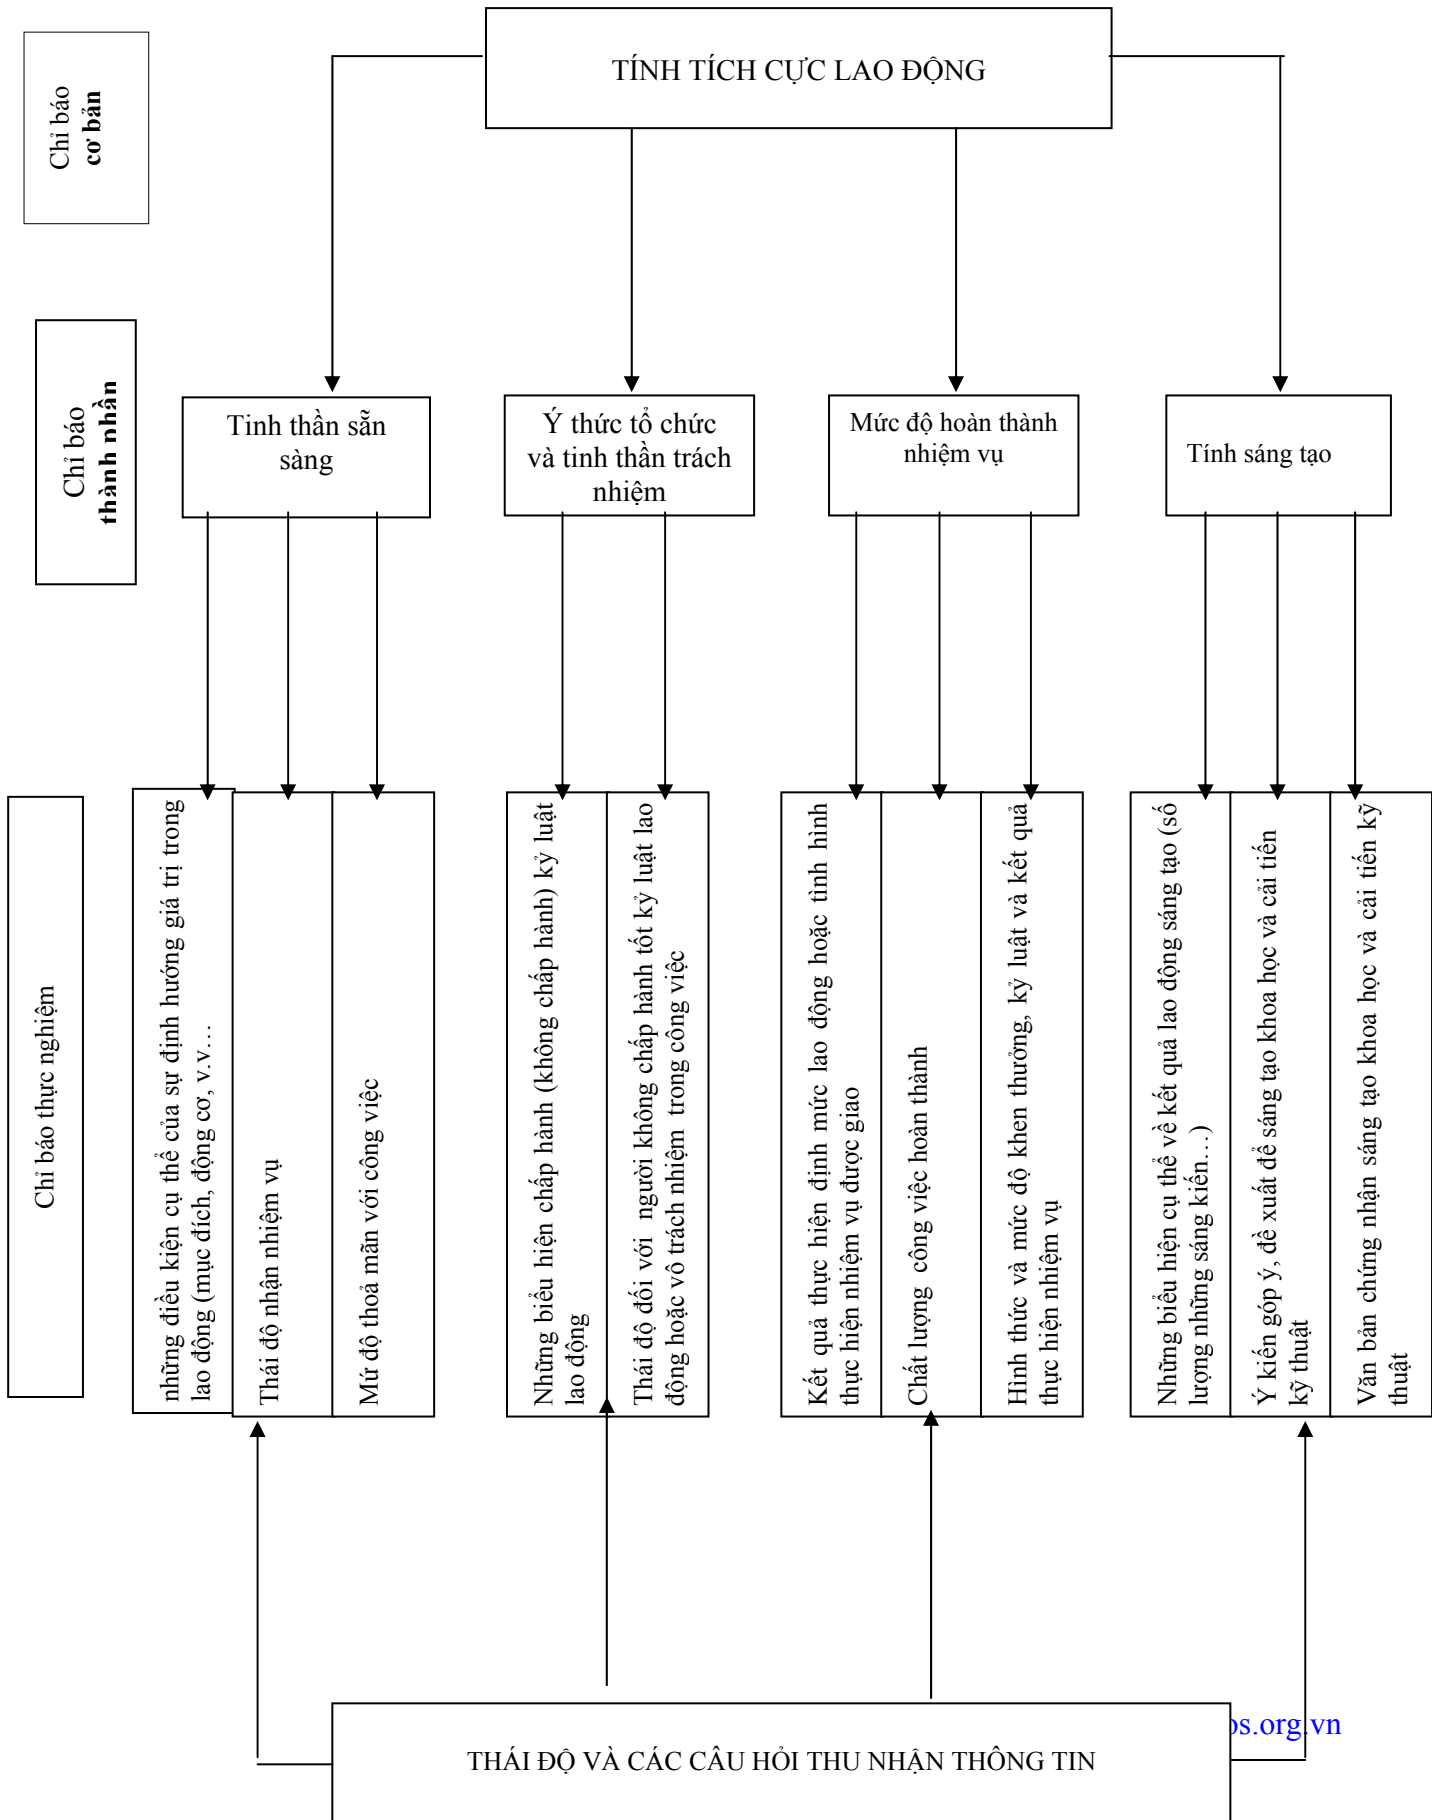 Chỉ báo
cơ bản
TÍNH TÍCH CỰC LAO ĐỘNG
Chỉ báo
thành nhần
Tinh thần sẵn
sàng
Ý thức tổ chức
và tinh thần trách
nhiệm
Mức độ hoàn thành
nhiệm vụ
Tính sáng tạo
Chỉ báo thực nghiệm
những điều kiện cụ thể của sự định hướng giá trị trong
lao động (mục đích, động cơ, v.v…
Thái độ nhận nhiệm vụ
Mứ độ thoả mãn với công việc
Những biểu hiện chấp hành (không chấp hành) kỷ luật
lao động
Thái độ đối với người không chấp hành tốt kỷ luật lao
động hoặc vô trách nhiệm trong công việc
Kết quả thực hiện định mức lao động hoặc tình hình
thực hiện nhiệm vụ được giao
Chất lượng công việc hoàn thành
Hình thức và mức độ khen thưởng, kỷ luật và kết quả
thực hiện nhiệm vụ
Những biểu hiện cụ thể về kết quả lao động sáng tạo (số
lượng những sáng kiến…)
Ý kiến góp ý, đề xuất để sáng tạo khoa học và cải tiến
kỹ thuật
Văn bản chứng nhận sáng tạo khoa học và cải tiến kỹ
thuật
os.org.vn
THÁI ĐỘ VÀ CÁC CÂU HỎI THU NHẬN THÔNG TIN